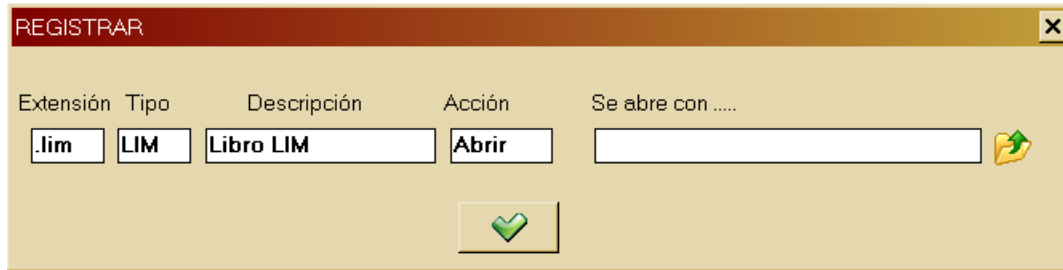 REGISTRAR
Extensión Tipo Descripción Acción Se abre con .....
.lim LIM Libro LIM Abrir